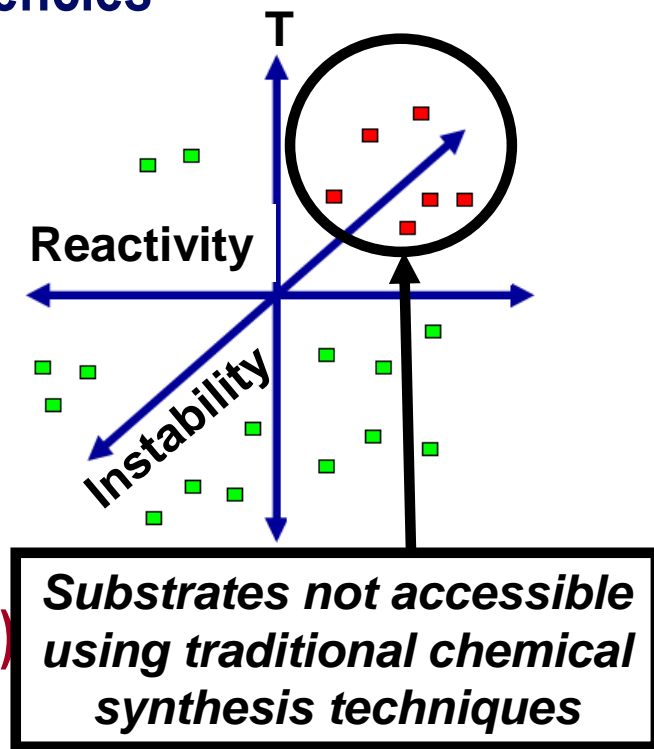 T
Reactivity
Instability
)
Substrates not accessible
using traditional chemical
synthesis techniques